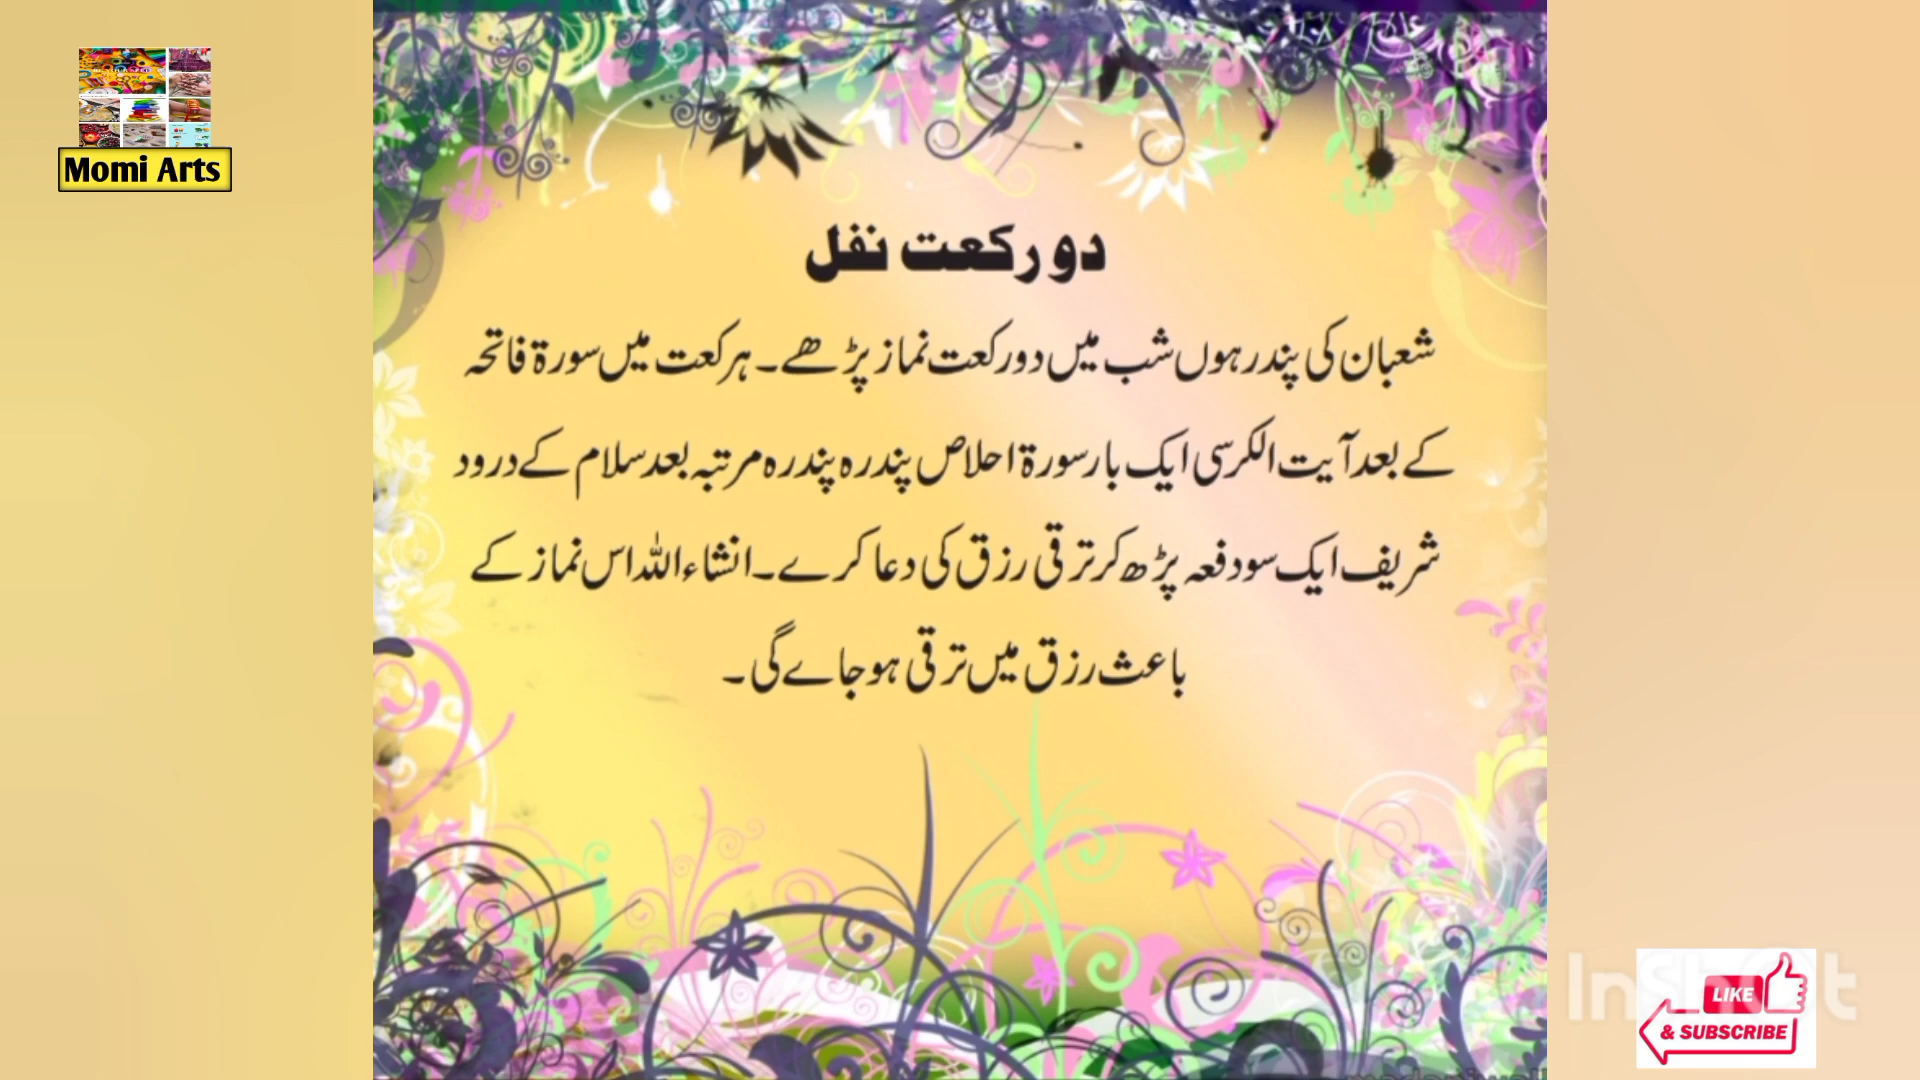 Momi Arts
دو رکعت نفل
شعبان کی پندرہوں شب میں دو رکعت نماز پڑھے۔ ہر رکعت میں سورۃ فاتحہ
کے بعد آیت الکرسی ایک بار سورۃ احلاص پندرہ پندرہ مرتبہ بعد سلام کے درود
شریف ایک سو دفعہ پڑھ کر ترقی رزق کی دعا کرے۔ انشاء اللہ اس نماز کے
باعث رزق میں ترقی ہو جاے گی۔
InShOt
LIKE
& SUBSCRIBE